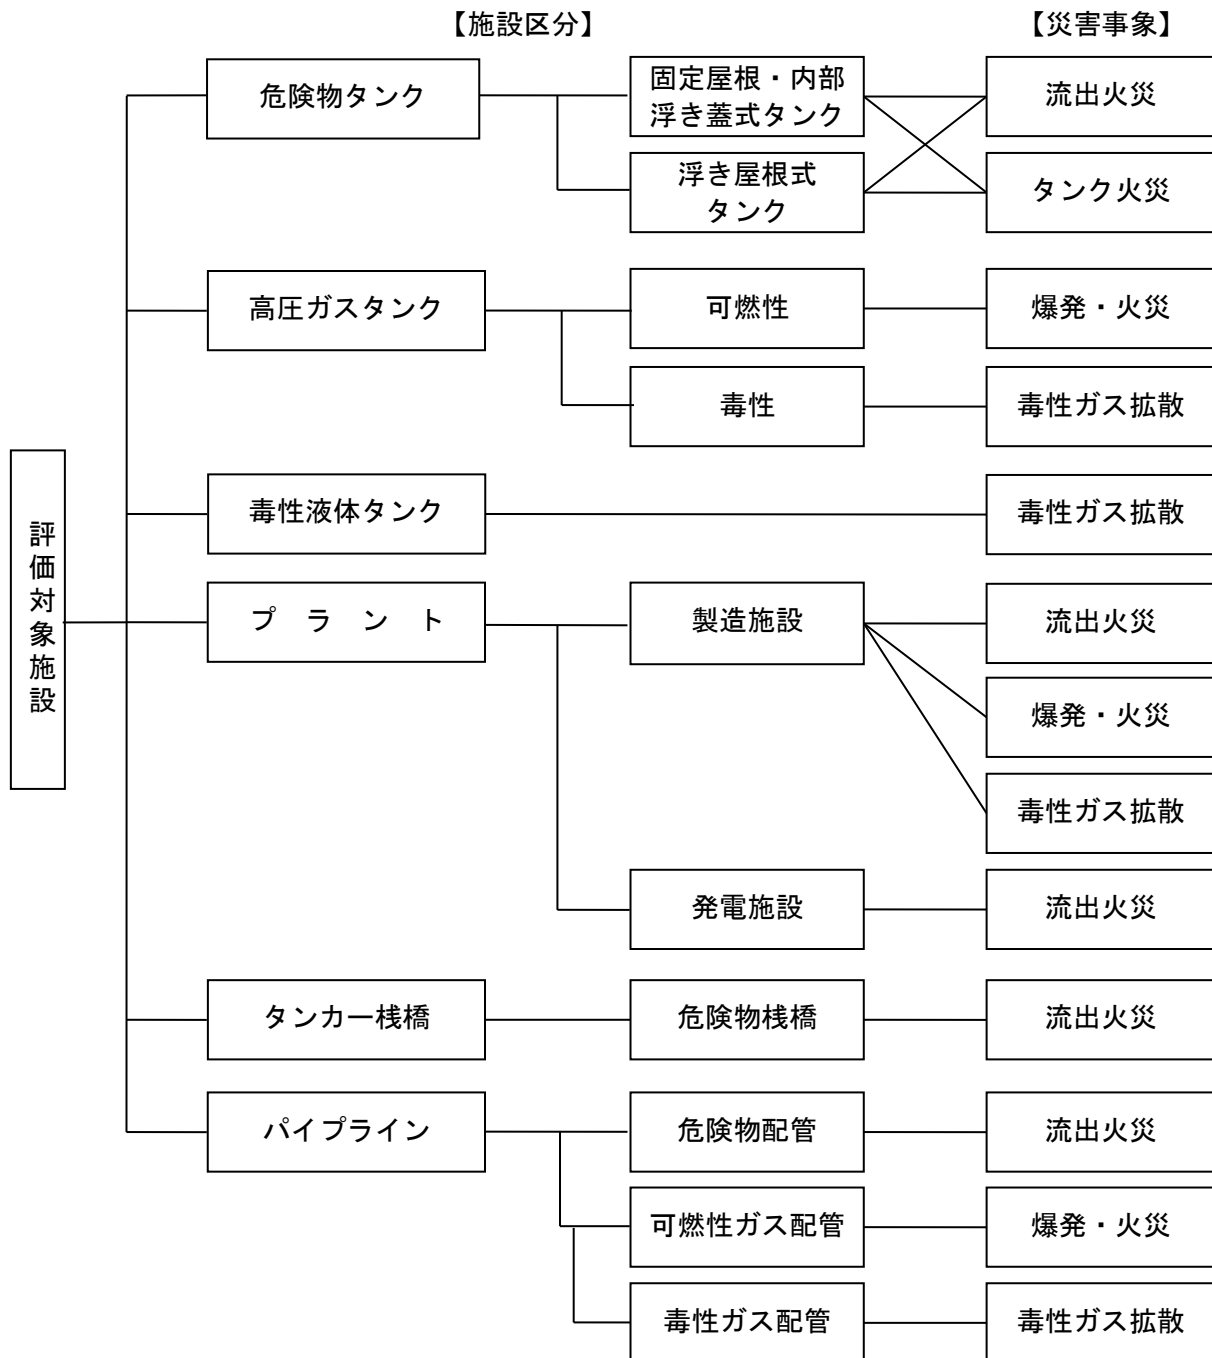 【施設区分】
【災害事象】
評価対象施設
危険物タンク
固定屋根・内部
浮き蓋式タンク
流出火災
浮き屋根式
タンク
タンク火災
高圧ガスタンク
可燃性
爆発・火災
毒性
毒性ガス拡散
毒性液体タンク
毒性ガス拡散
プラント
製造施設
流出火災
爆発・火災
毒性ガス拡散
発電施設
流出火災
タンカー桟橋
危険物桟橋
流出火災
パイプライン
危険物配管
流出火災
可燃性ガス配管
爆発・火災
毒性ガス配管
毒性ガス拡散